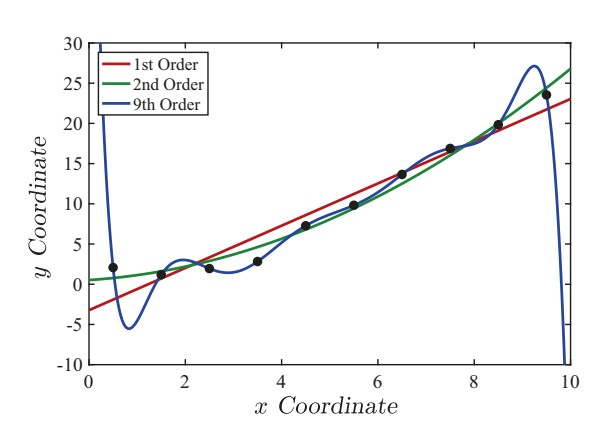 30
25
20
15
10
5
0
-5
-10
0 2 4 6 8 10
y Coordinate
x Coordinate
1st Order
2nd Order
9th Order